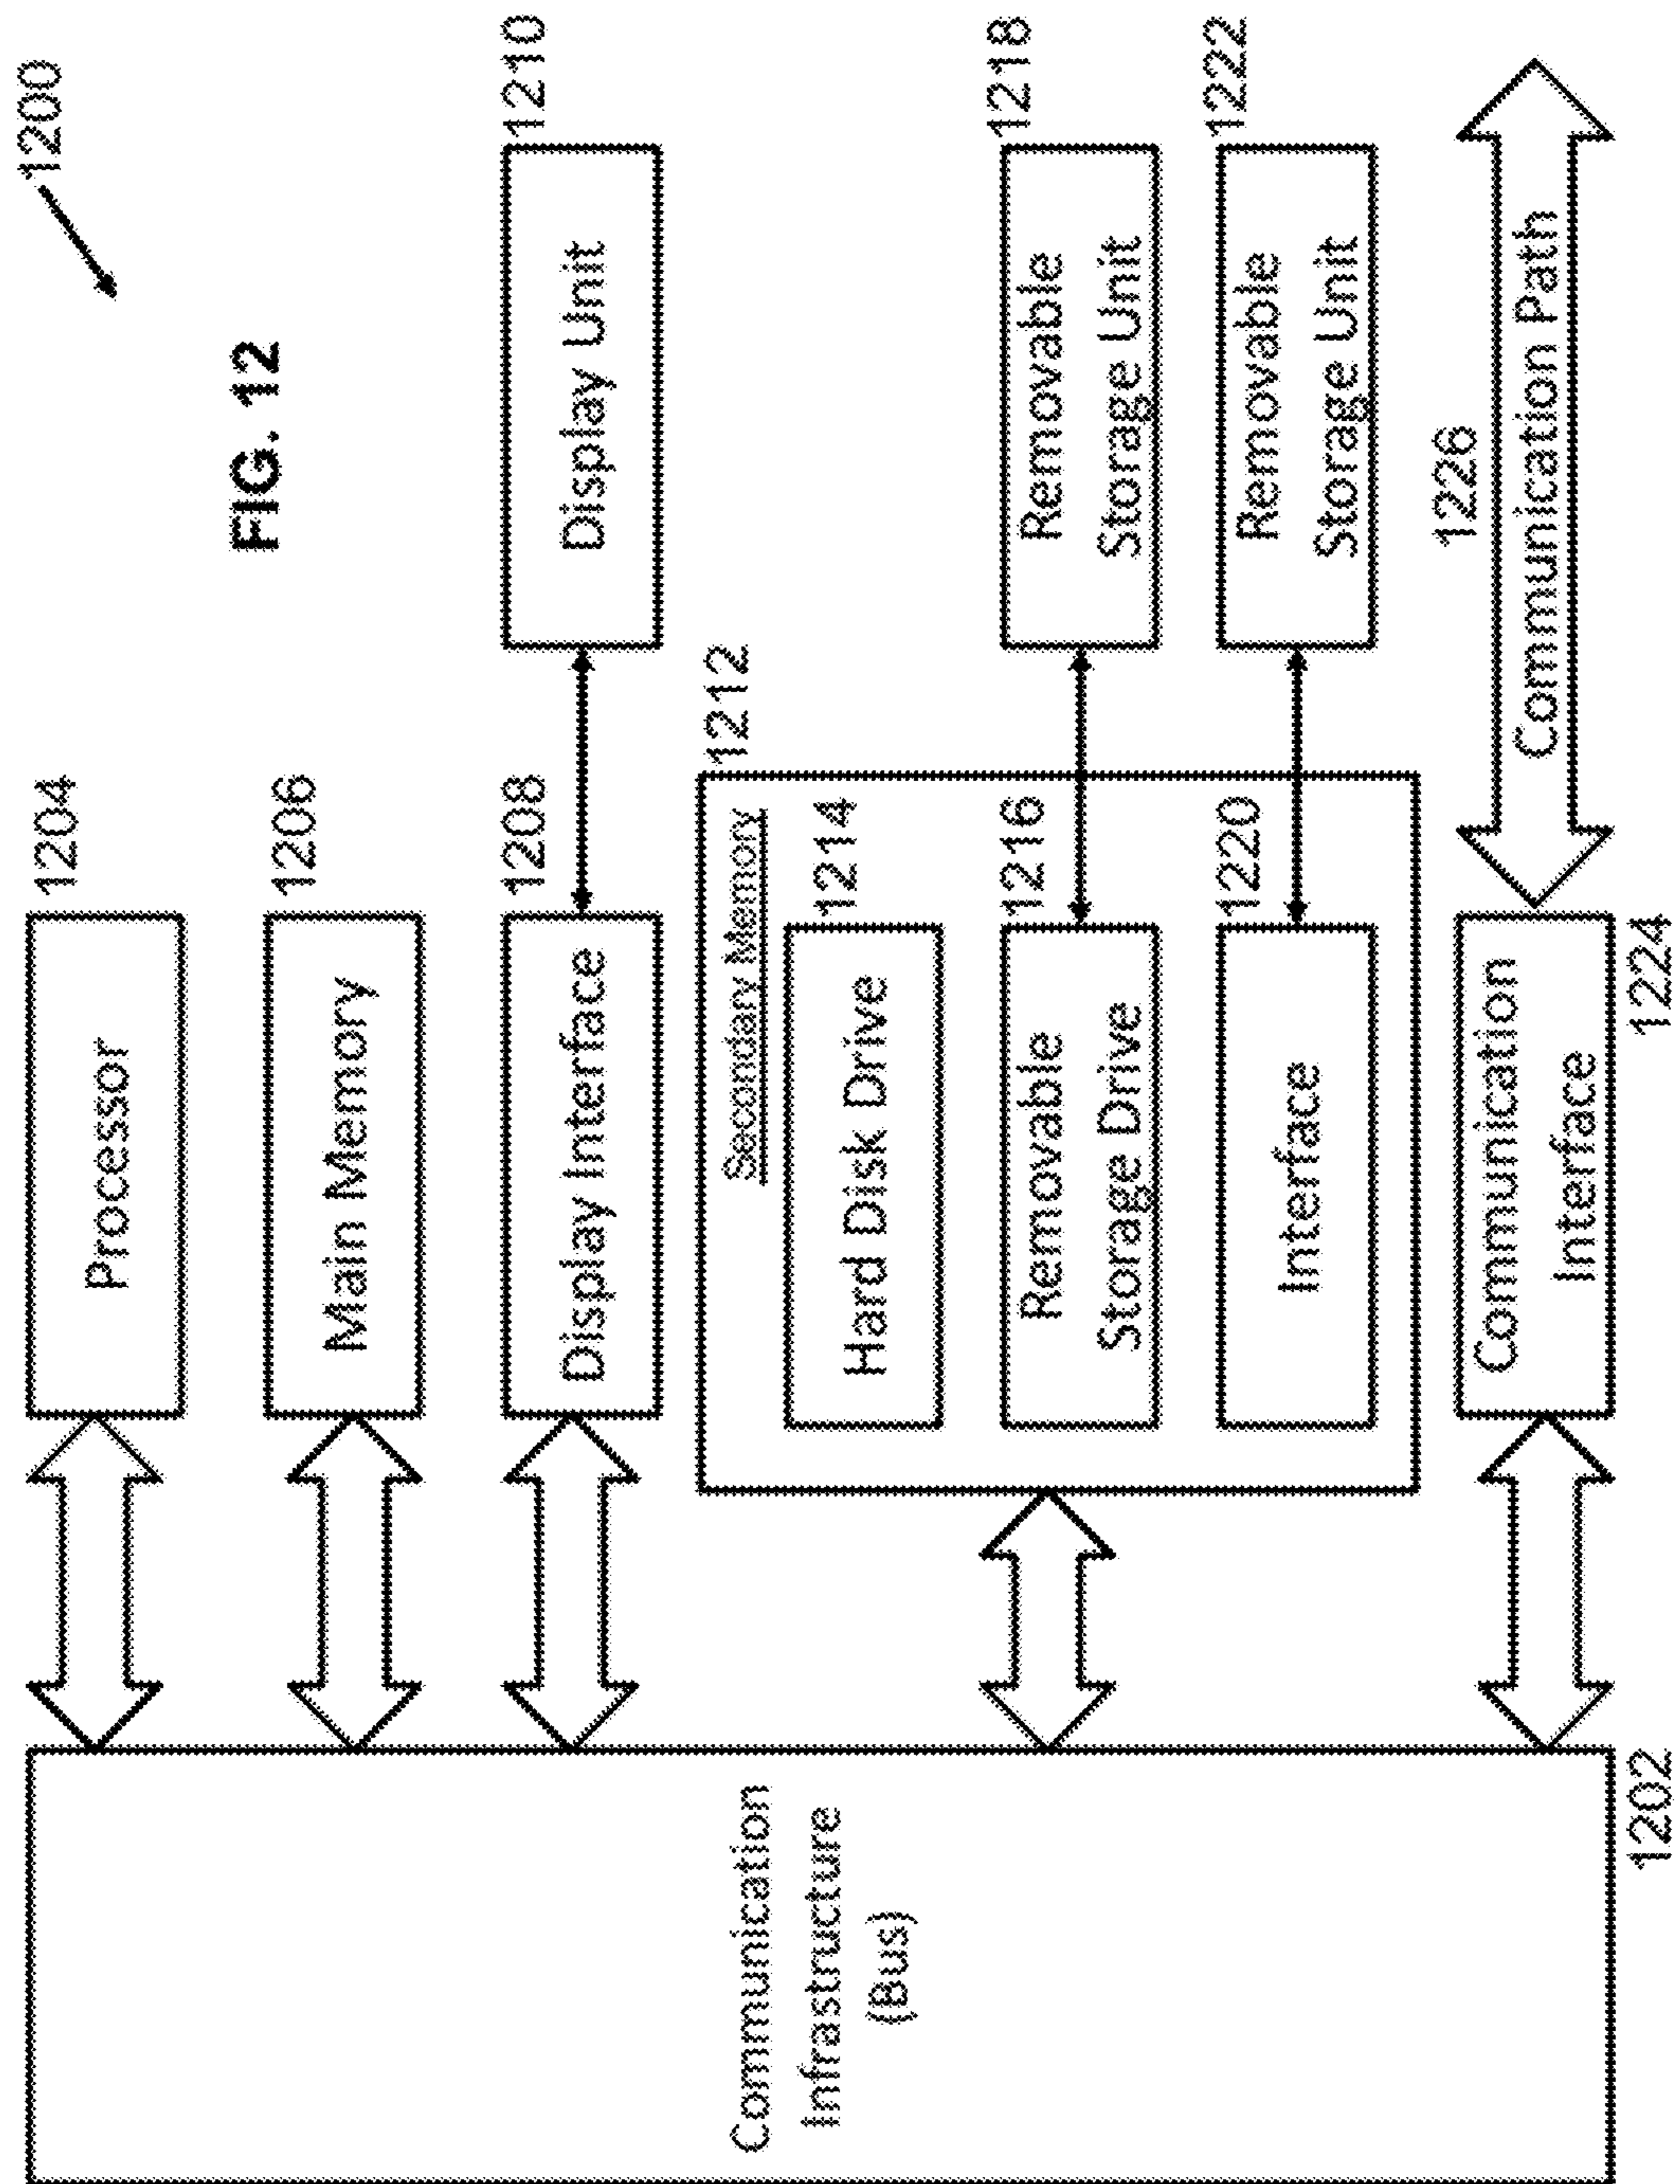 1200
FIG. 12
1204
Processor
1206
Main Memory
1208
Display Interface
1210
Display Unit
1212
Secondary Memory
1214
Hard Disk Drive
1216
Removable
Storage Drive
1218
Removable
Storage Unit
1220
Interface
1222
Removable
Storage Unit
1226
Communication Path
Communication
Interface
1224
Communication
Infrastructure
(Bus)
1202